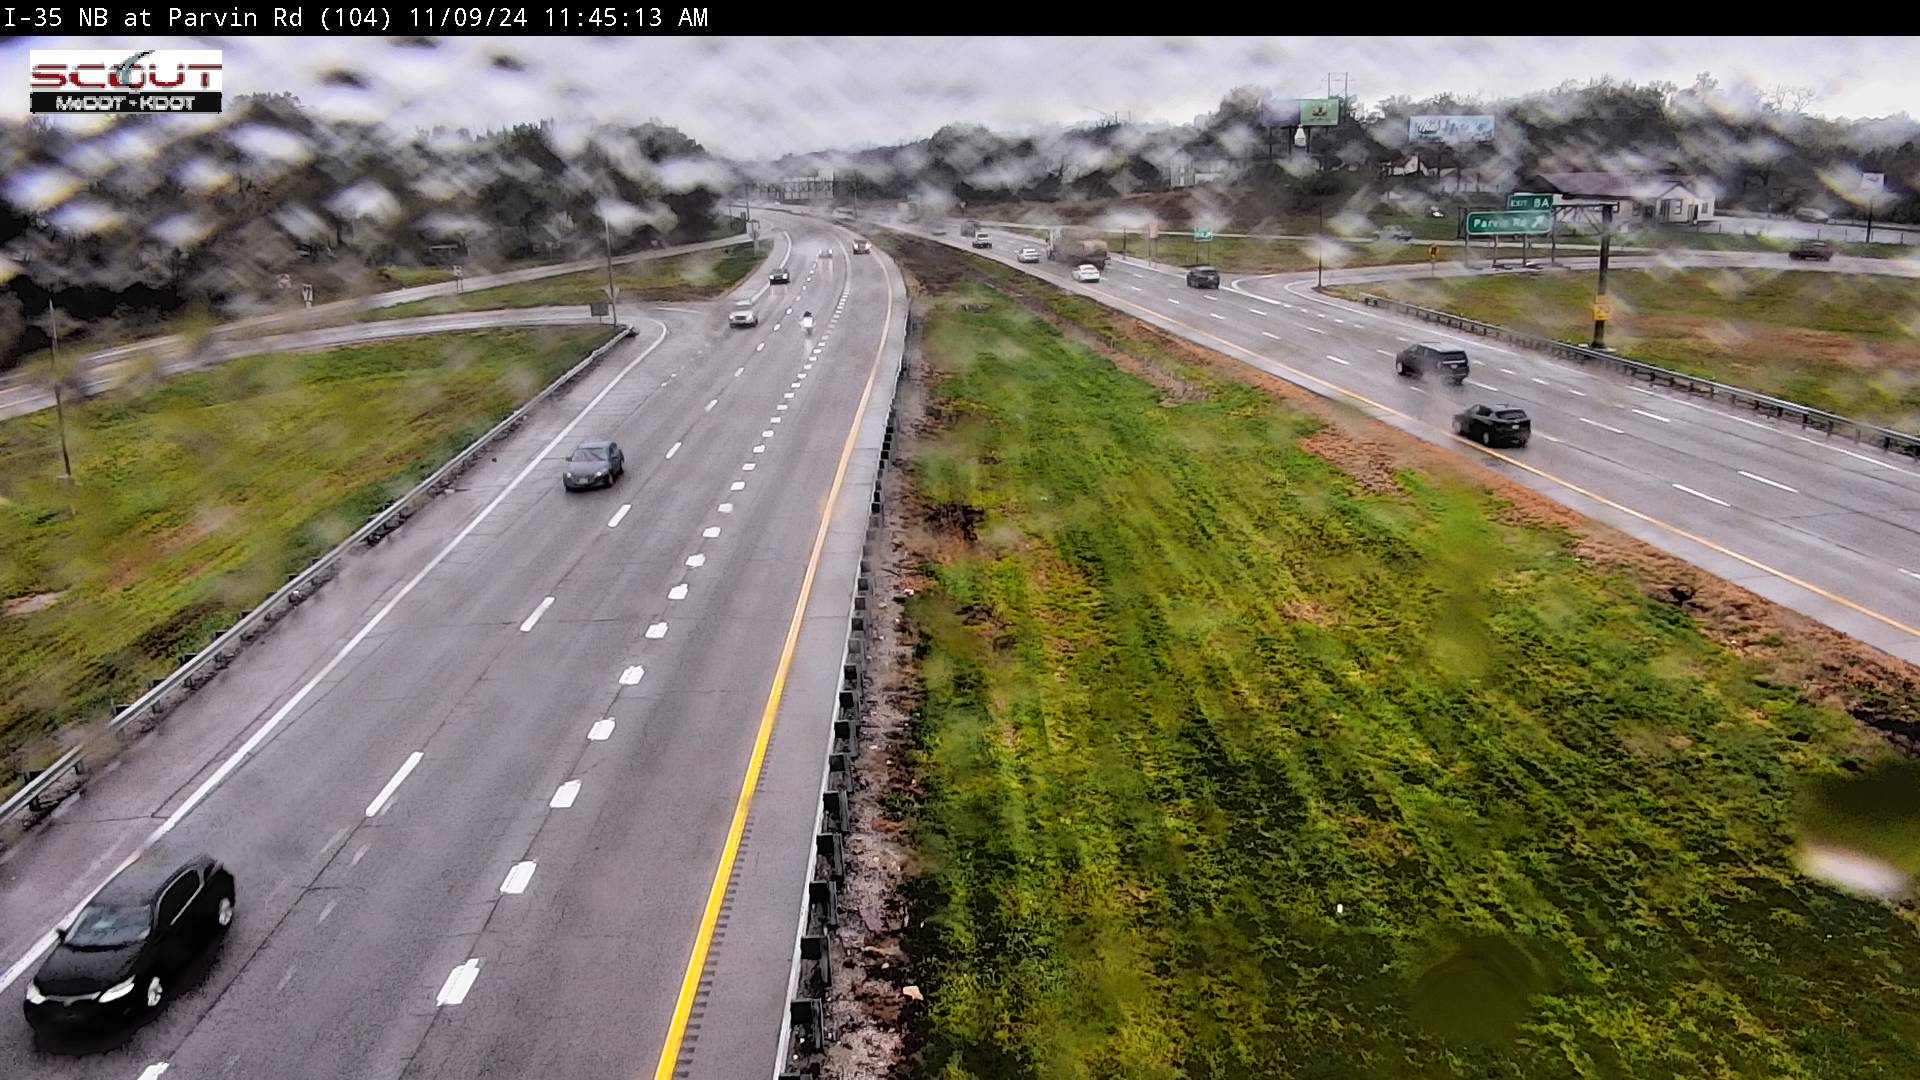 I-35 NB at Parvin Rd (104) 11/09/24 11:45:13 AM
SCOUT
MoDOT - KDOT
EXIT 8A
Parvin Rd